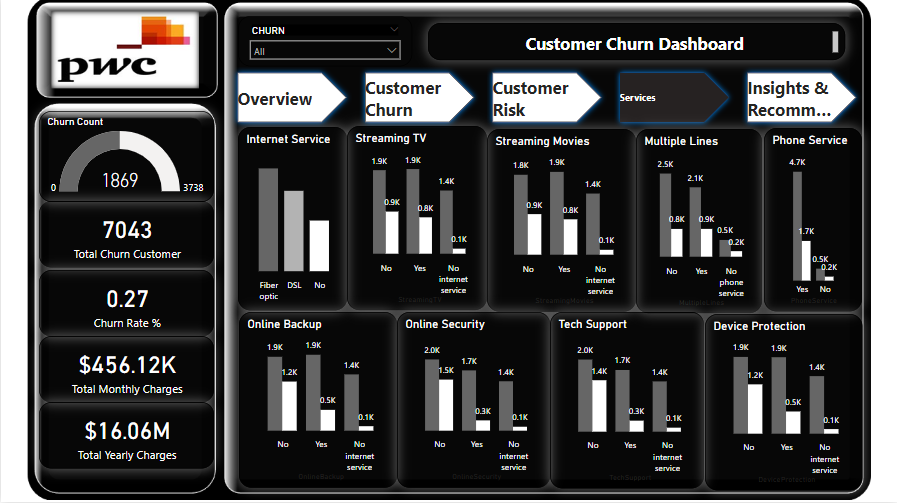 pwc
CHURN
All
Customer Churn Dashboard
Overview
Customer
Churn
Customer
Risk
Services
Insights &
Recomm...
Churn Count
1869
0
3738
7043
Total Churn Customer
0.27
Churn Rate %
$456.12K
Total Monthly Charges
$16.06M
Total Yearly Charges
Internet Service
Fiber
optic
DSL
No
Streaming TV
1.9K
1.9K
1.4K
0.9K
0.8K
0.1K
No
Yes
No
internet
service
StreamingTV
Streaming Movies
1.8K
1.9K
1.4K
0.9K
0.8K
0.1K
No
Yes
No
internet
service
StreamingMovies
Multiple Lines
2.5K
2.1K
0.8K
0.9K
0.5K
0.2K
No
Yes
No
phone
service
MultipleLines
Phone Service
4.7K
1.7K
0.5K
0.2K
Yes
No
PhoneService
Online Backup
1.9K
1.9K
1.4K
1.2K
0.5K
0.1K
No
Yes
No
internet
service
OnlineBackup
Online Security
2.0K
1.7K
1.5K
1.4K
0.3K
0.1K
No
Yes
No
internet
service
OnlineSecurity
Tech Support
2.0K
1.7K
1.4K
1.4K
0.3K
0.1K
No
Yes
No
internet
service
TechSupport
Device Protection
1.9K
1.9K
1.4K
1.2K
0.5K
0.1K
No
Yes
No
internet
service
DeviceProtection